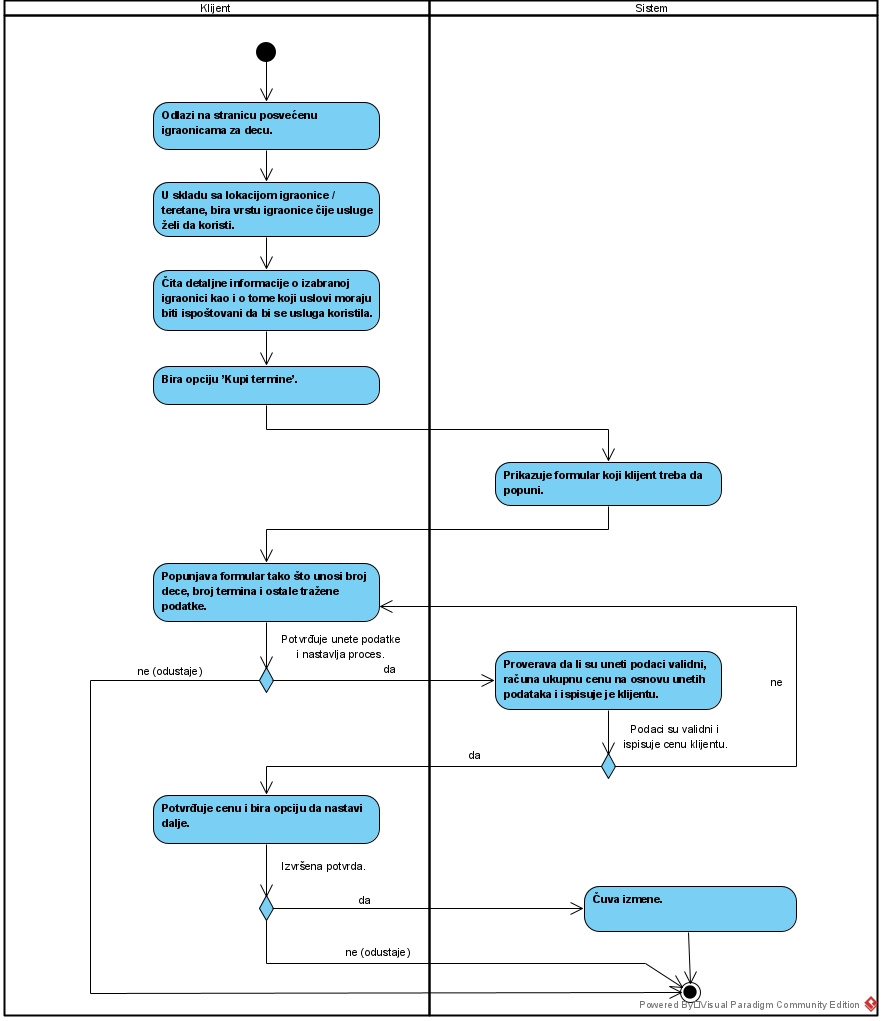 Klijent
Sistem
Odlazi na stranicu posvećenu
igraonicama za decu.
U skladu sa lokacijom igraonice /
teretane, bira vrstu igraonice čije usluge
želi da koristi.
Čita detaljne informacije o izabranoj
igraonici kao i o tome koji uslovi moraju
biti ispoštovani da bi se usluga koristila.
Bira opciju 'Kupi termine'.
Prikazuje formular koji klijent treba da
popuni.
Popunjava formular tako što unosi broj
dece, broj termina i ostale tražene
podatke.
Potvrđuje unete podatke
i nastavlja proces.
ne (odustaje)
da
Proverava da li su uneti podaci validni,
računa ukupnu cenu na osnovu unetih
podataka i ispisuje je klijentu.
ne
Podaci su validni i
ispisuje cenu klijentu.
da
Potvrđuje cenu i bira opciju da nastavi
dalje.
Izvršena potvrda.
da
Čuva izmene.
ne (odustaje)
Powered By Visual Paradigm Community Edition